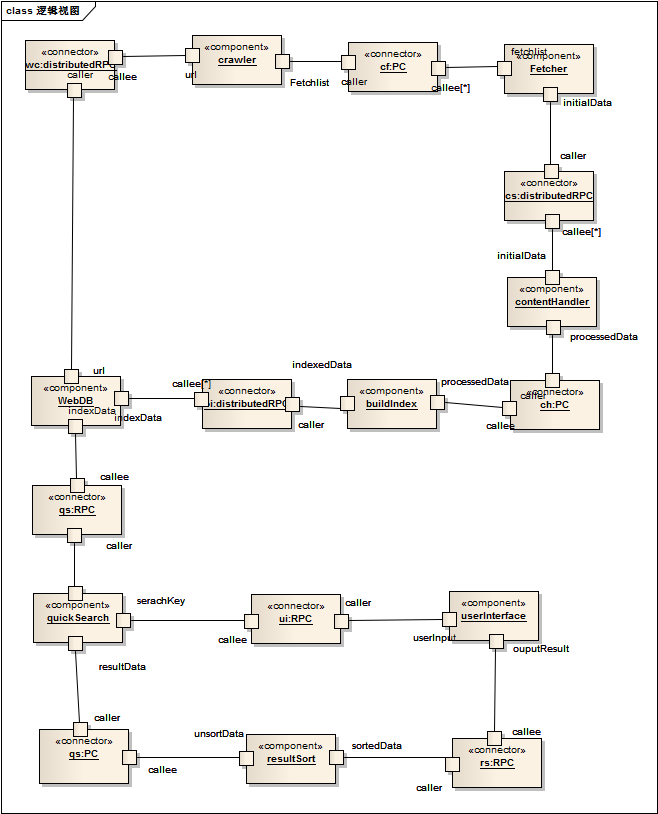 class 逻辑视图
«connector»
wc:distributedRPC
caller
callee
url
«component»
crawler
Fetchlist
caller
«connector»
cf:PC
callee[*]
fetchlist
«component»
Fetcher
initialData
caller
«connector»
cs:distributedRPC
callee[*]
initialData
«component»
contentHandler
processedData
caller
«connector»
ch:PC
callee
processedData
«component»
buildIndex
indexedData
caller
«connector»
bi:distributedRPC
callee[*]
url
«component»
WebDB
indexData
indexData
callee
«connector»
qs:RPC
caller
«component»
quickSearch
serachKey
callee
«connector»
ui:RPC
caller
userInput
«component»
userInterface
ouputResult
resultData
caller
«connector»
qs:PC
callee
unsortData
«component»
resultSort
sortedData
caller
«connector»
rs:RPC
callee